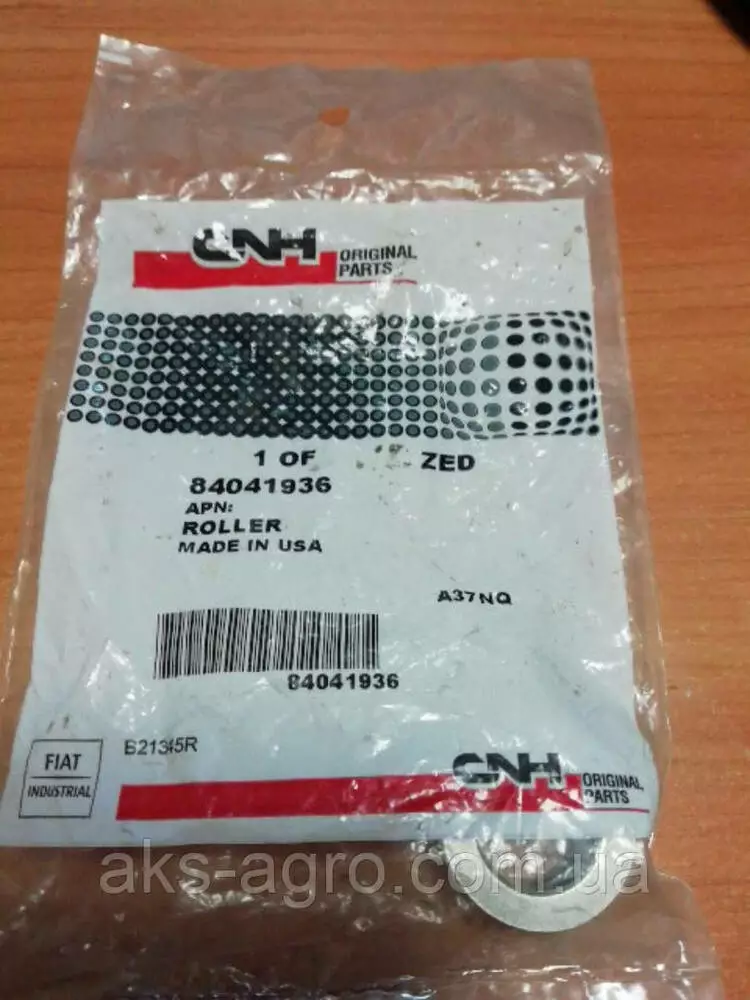 CNH ORIGINAL
PARTS
1 OF ZED
84041936
APN:
ROLLER
MADE IN USA
A37NQ
84041936
B21345R
FIAT
INDUSTRIAL
CNH ORIGINAL
PARTS
aks-agro.com.ua